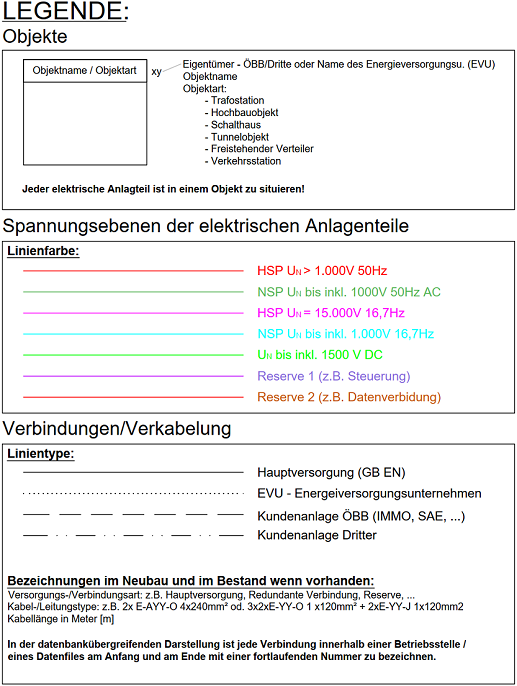 LEGENDE:
Objekte
Objektname / Objektart
xy
Eigentümer - ÖBB/Dritte oder Name des Energieversorgungsu. (EVU)
Objektname
Objektart:
- Trafostation
- Hochbauobjekt
- Schalthaus
- Tunnelobjekt
- Freistehender Verteiler
- Verkehrsstation
Jeder elektrische Anlagteil ist in einem Objekt zu situieren!
Spannungsebenen der elektrischen Anlagenteile
Linienfarbe:
HSP UN > 1.000V 50Hz
NSP UN bis inkl. 1000V 50Hz AC
HSP UN = 15.000V 16,7Hz
NSP UN bis inkl. 1.000V 16,7Hz
UN bis inkl. 1500 V DC
Reserve 1 (z.B. Steuerung)
Reserve 2 (z.B. Datenverbidung)
Verbindungen/Verkabelung
Linientype:
Hauptversorgung (GB EN)
EVU - Energeiversorgungsunternehmen
Kundenanlage ÖBB (IMMO, SAE, ...)
Kundenanlage Dritter
Bezeichnungen im Neubau und im Bestand wenn vorhanden:
Versorgungs-/Verbindungsart: z.B. Hauptversorgung, Redundante Verbindung, Reserve, ...
Kabel-/Leitungstype: z.B. 2x E-AYY-O 4x240mm² od. 3x2xE-YY-O 1 x120mm² + 2xE-YY-J 1x120mm2
Kabellänge in Meter [m]
In der datenbankübergreifenden Darstellung ist jede Verbindung innerhalb einer Betriebsstelle /
eines Datenfiles am Anfang und am Ende mit einer fortlaufenden Nummer zu bezeichnen.